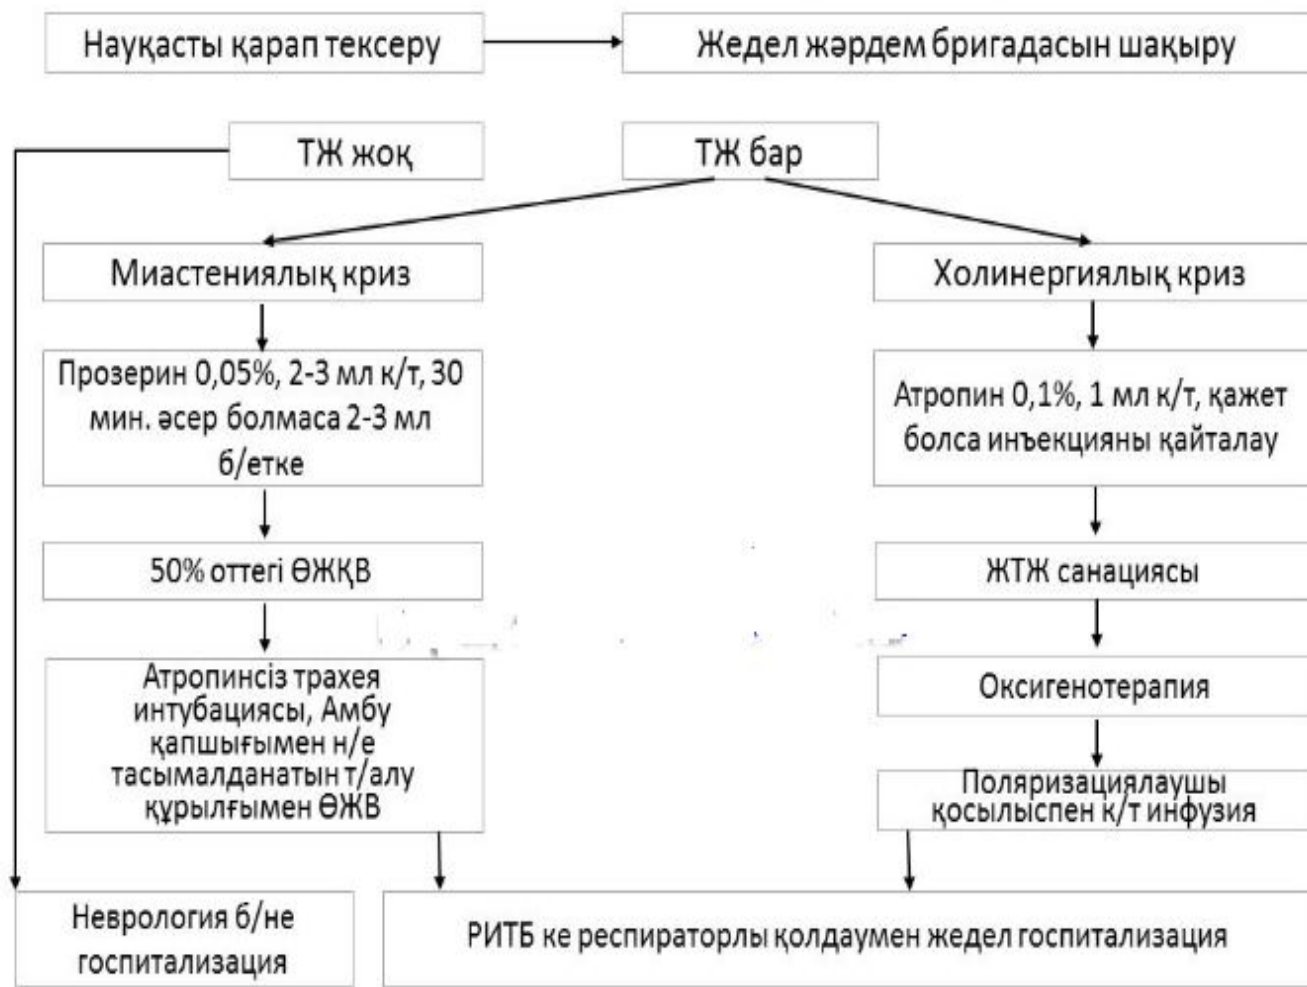 Науқасты қарап тексеру
Жедел жәрдем бригадасын шақыру
ТЖ жоқ
ТЖ бар
Миастениялық криз
Холинергиялық криз
Прозерин 0,05%, 2-3 мл к/т, 30
мин. әсер болмаса 2-3 мл
б/етке
Атропин 0,1%, 1 мл к/т, қажет
болса инъекцияны қайталау
50% оттегі ӨЖҚВ
ЖТЖ санациясы
Атропинсіз трахея
интубациясы, Амбу
қапшығымен н/е
тасымалданатын т/алу
құрылғымен ӨЖВ
Оксигенотерапия
Поляризациялаушы
қосылыспен к/т инфузия
Неврология б/не
госпитализация
РИТБ ке респираторлы қолдаумен жедел госпитализация